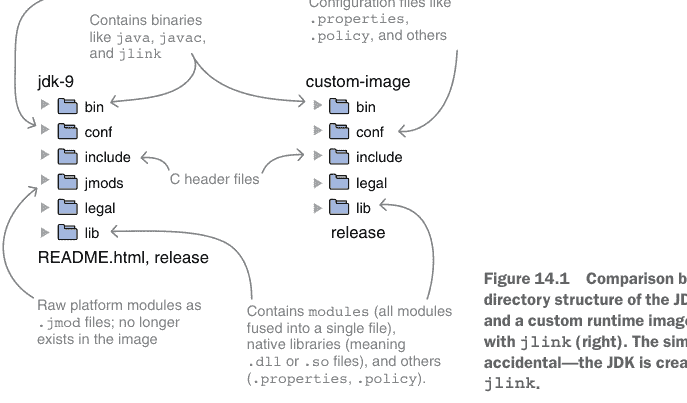 Configuration files like
.properties,
.policy, and others
Contains binaries
like java, javac,
and jlink
jdk-9
bin
conf
include
jmods
legal
lib
README.html, release
custom-image
bin
conf
include
legal
lib
release
C header files
Raw platform modules as
.jmod files; no longer
exists in the image
Contains modules (all modules
fused into a single file),
native libraries (meaning
.dll or .so files), and others
(.properties, .policy).
Figure 14.1 Comparison b
directory structure of the JD
and a custom runtime image
with jlink (right). The sim
accidental—the JDK is crea
jlink.